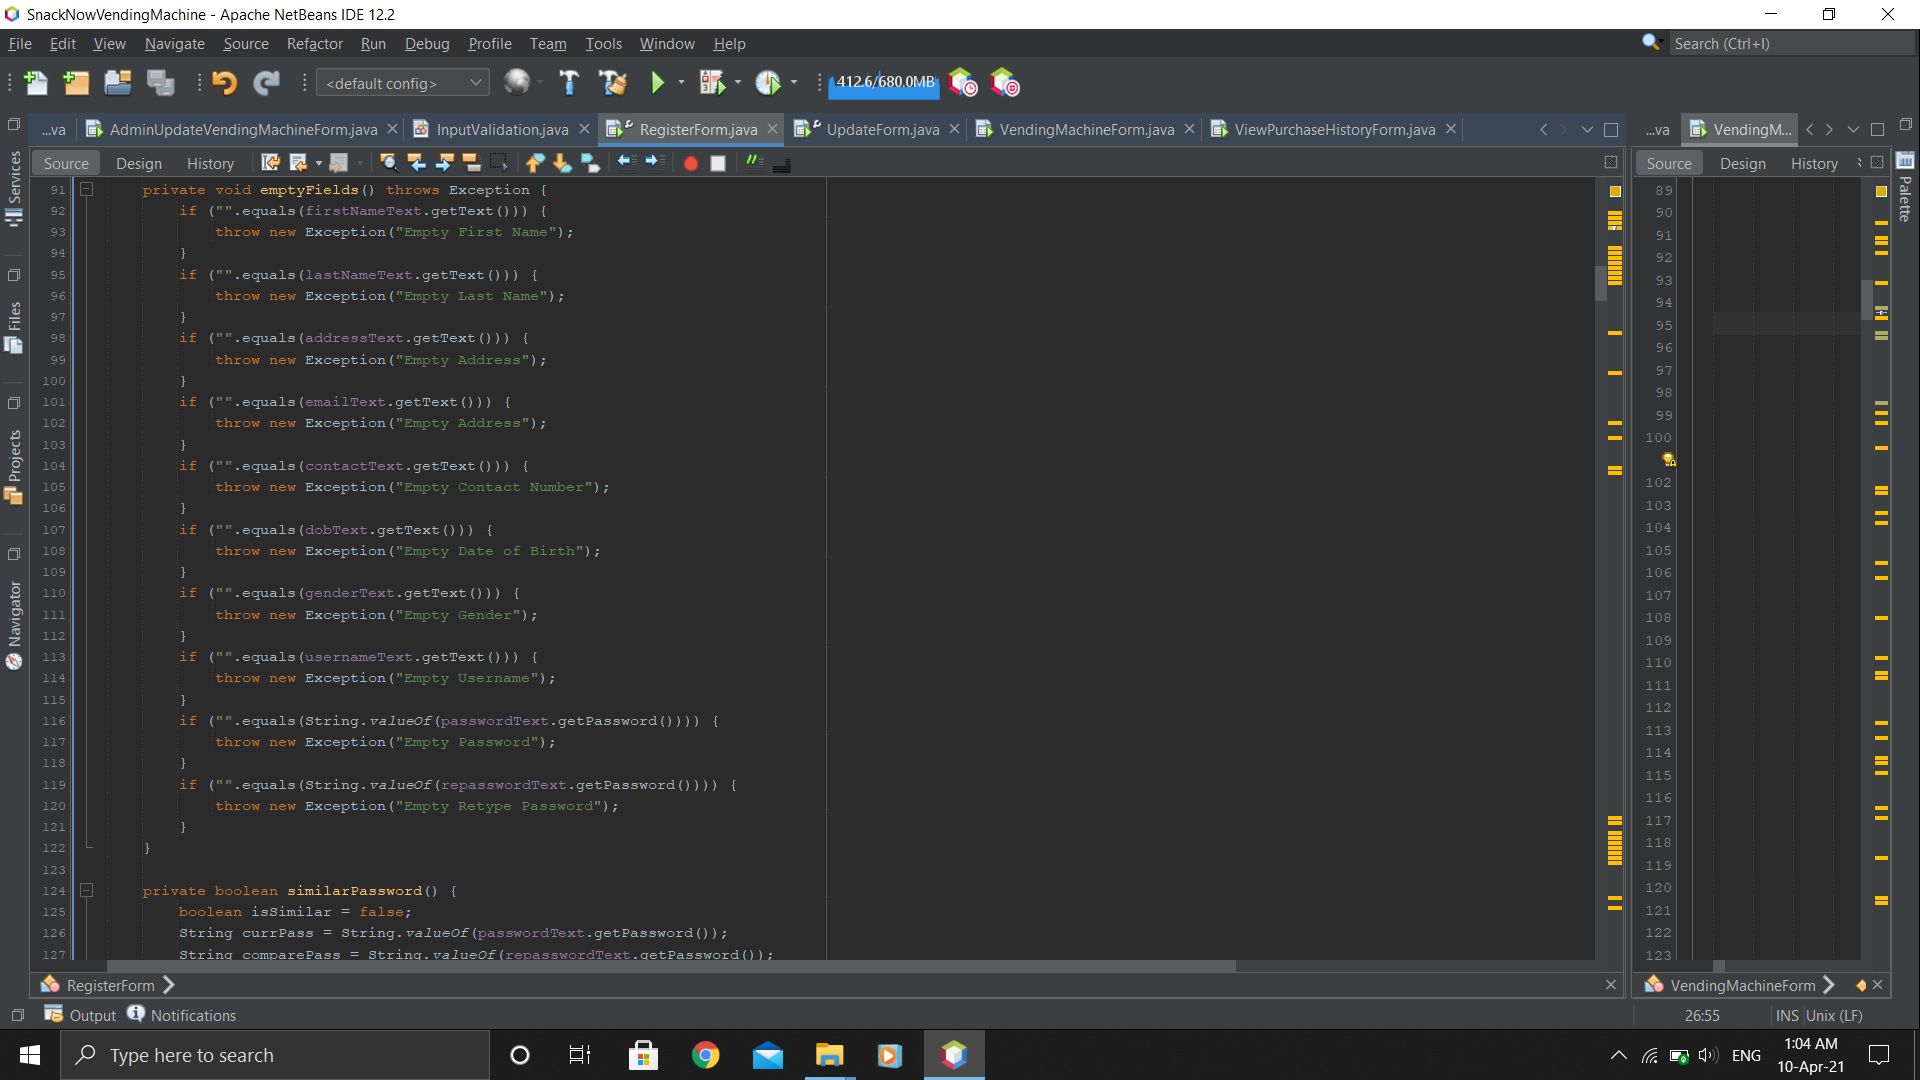 SnackNowVendingMachine - Apache NetBeans IDE 12.2
File Edit View Navigate Source Refactor Run Debug Profile Team Tools Window Help
Search (Ctrl+I)
<default config>
412.6/680.0MB
...va AdminUpdateVendingMachineForm.java InputValidation.java RegisterForm.java UpdateForm.java VendingMachineForm.java ViewPurchaseHistoryForm.java
...va VendingM...
Source Design History
Source Design History
Services
Files
Projects
Navigator
Palette
91 private void emptyFields() throws Exception {
92 if ("".equals(firstNameText.getText())) {
93 throw new Exception("Empty First Name");
94 }
95 if ("".equals(lastNameText.getText())) {
96 throw new Exception("Empty Last Name");
97 }
98 if ("".equals(addressText.getText())) {
99 throw new Exception("Empty Address");
100 }
101 if ("".equals(emailText.getText())) {
102 throw new Exception("Empty Address");
103 }
104 if ("".equals(contactText.getText())) {
105 throw new Exception("Empty Contact Number");
106 }
107 if ("".equals(dobText.getText())) {
108 throw new Exception("Empty Date of Birth");
109 }
110 if ("".equals(genderText.getText())) {
111 throw new Exception("Empty Gender");
112 }
113 if ("".equals(usernameText.getText())) {
114 throw new Exception("Empty Username");
115 }
116 if ("".equals(String.valueOf(passwordText.getPassword()))) {
117 throw new Exception("Empty Password");
118 }
119 if ("".equals(String.valueOf(repasswordText.getPassword()))) {
120 throw new Exception("Empty Retype Password");
121 }
122 }
123
124 private boolean similarPassword() {
125 boolean isSimilar = false;
126 String currPass = String.valueOf(passwordText.getPassword());
127 String comparePass = String.valueOf(repasswordText.getPassword());
89
90
91
92
93
94
95
96
97
98
99
100
102
103
104
105
106
107
108
109
110
111
112
113
114
115
116
117
118
119
120
121
122
123
RegisterForm
VendingMachineForm
Output Notifications
26:55 INS Unix (LF)
Type here to search
ENG
1:04 AM
10-Apr-21